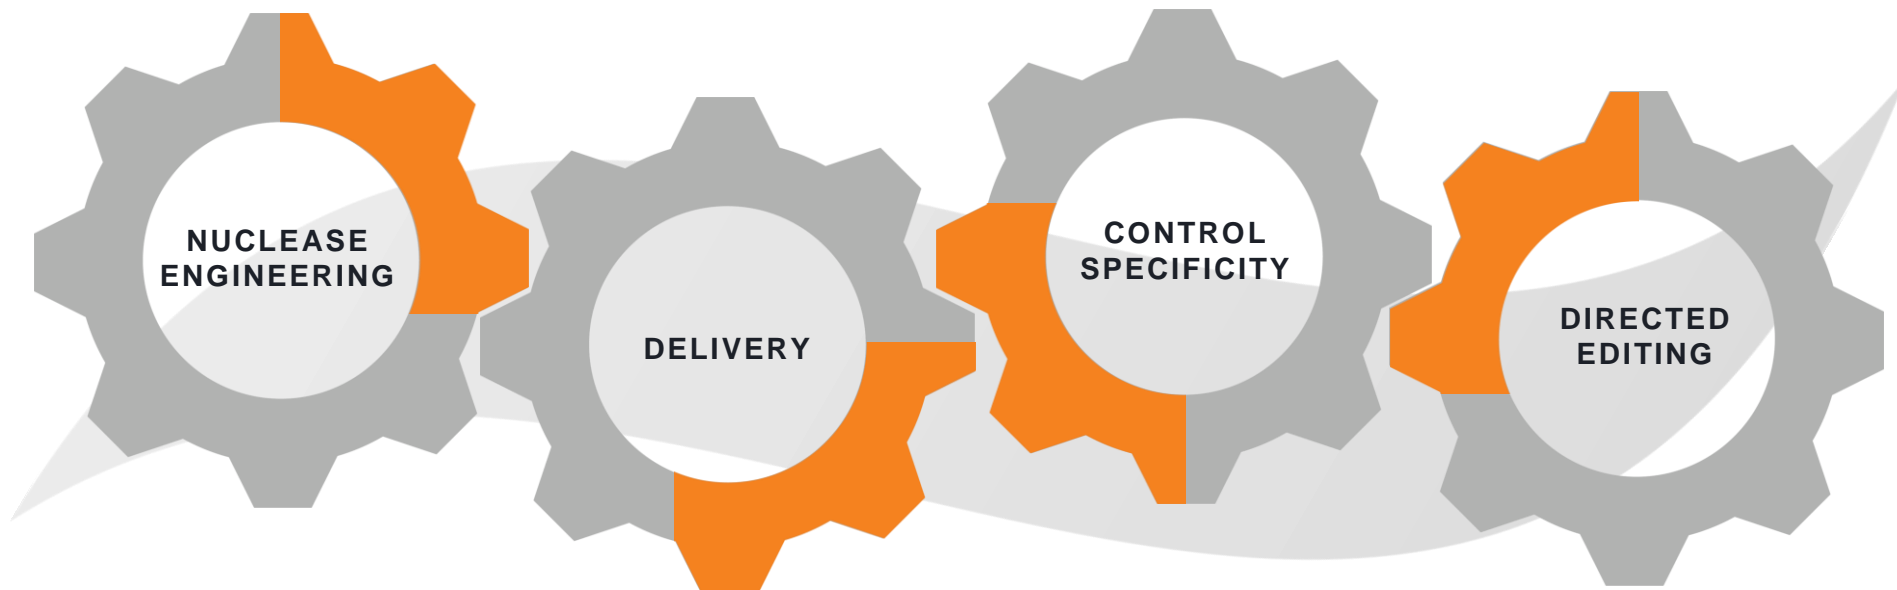 NUCLEASE
ENGINEERING
DELIVERY
CONTROL
SPECIFICITY
DIRECTED
EDITING